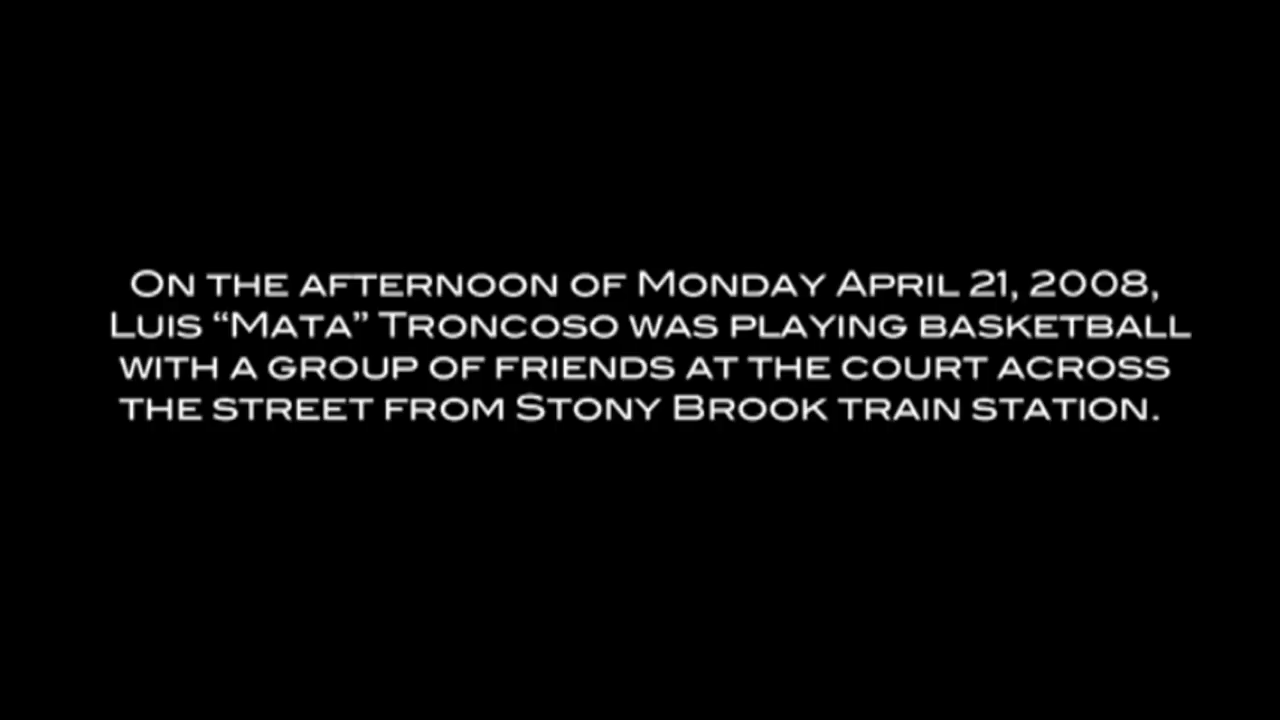 On the afternoon of Monday April 21, 2008,
Luis “Mata” Troncoso was playing basketball
with a group of friends at the court across
the street from Stony Brook train station.